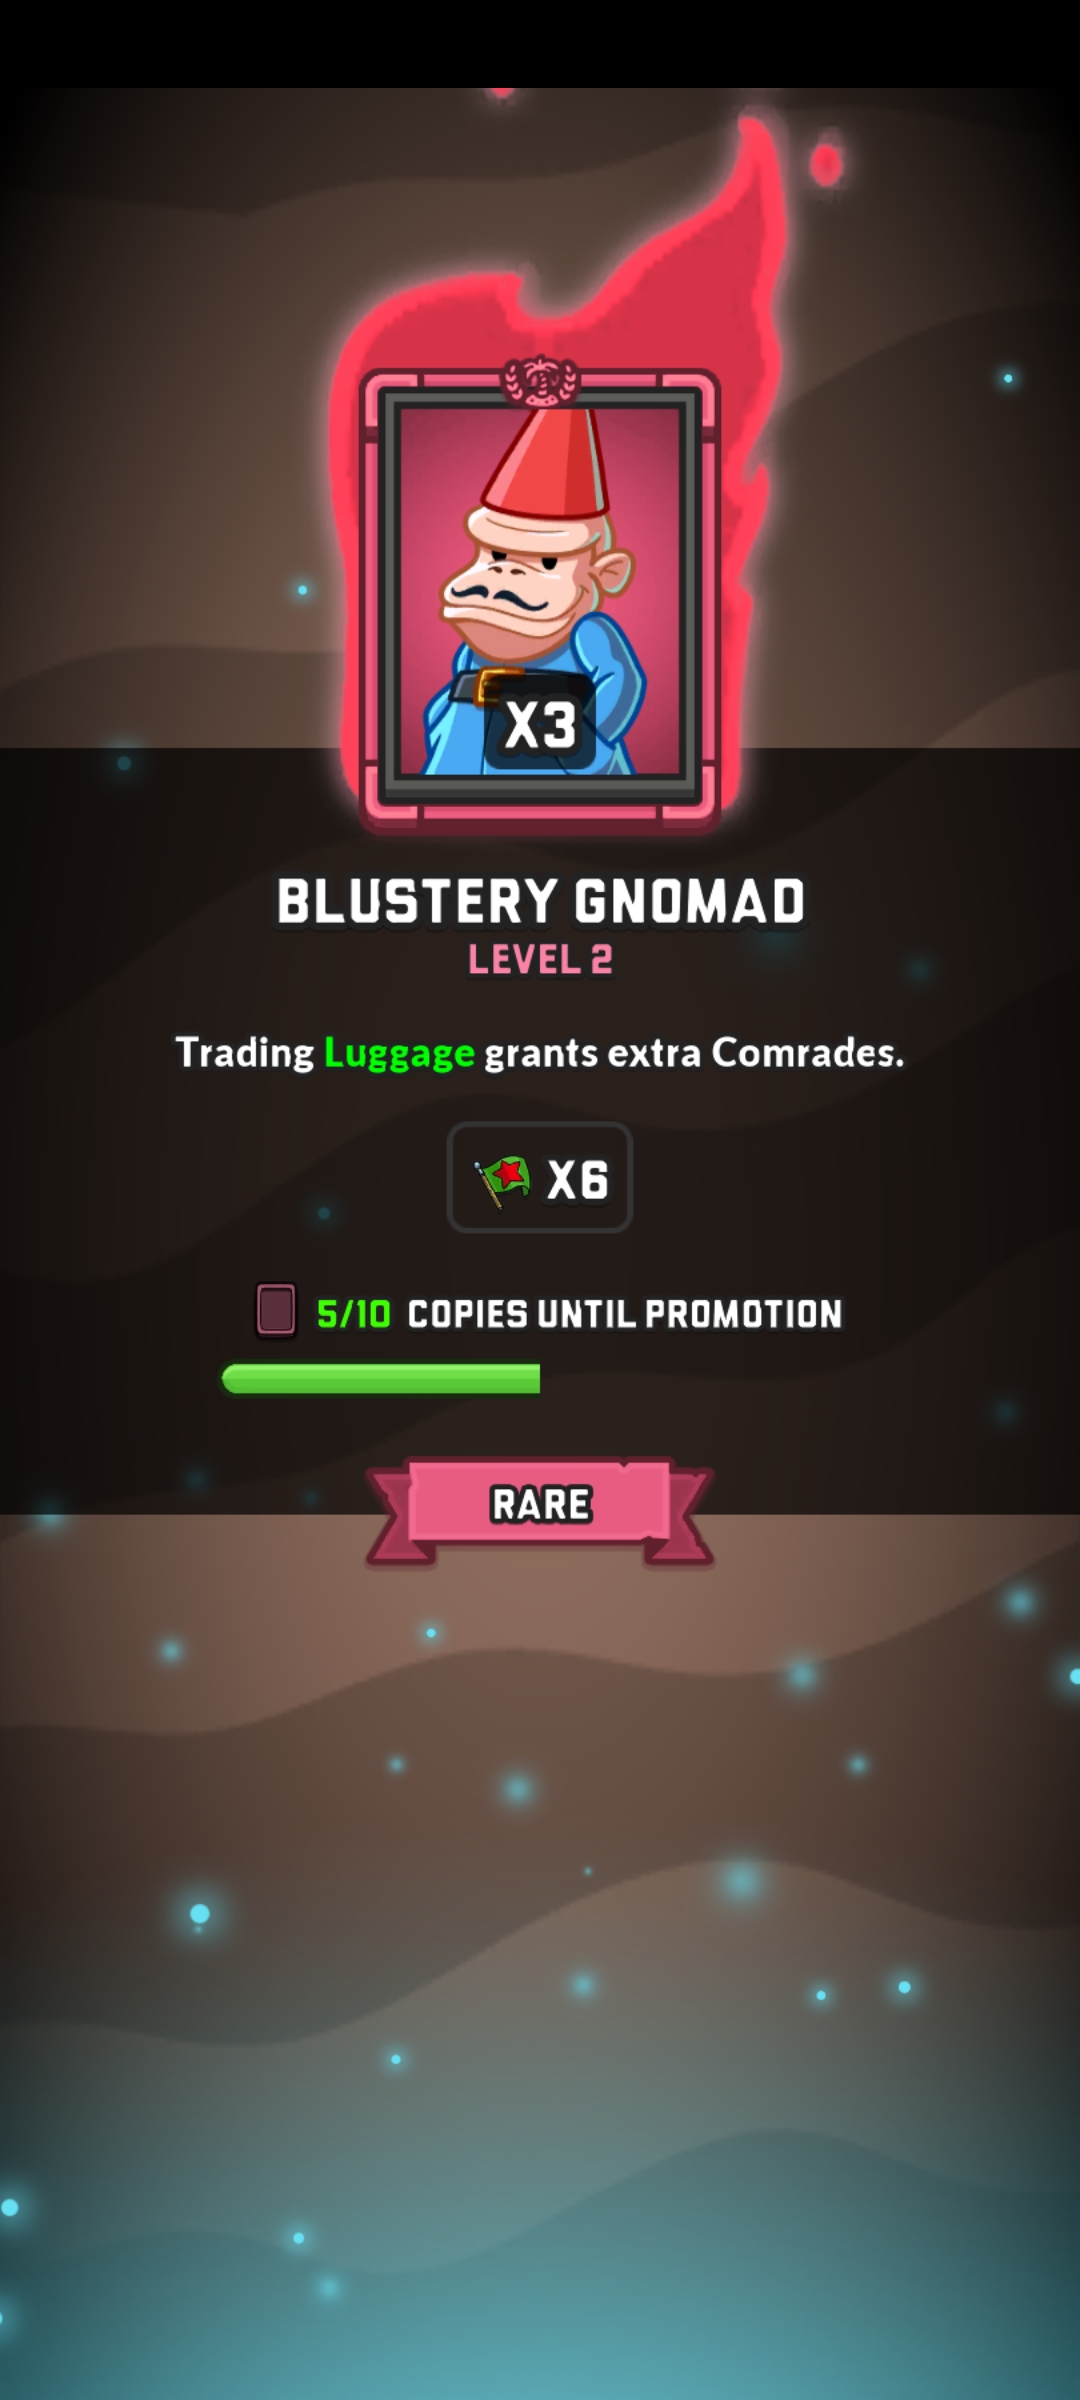 X3
BLUSTERY GNOMAD
LEVEL 2
Trading Luggage grants extra Comrades.
X6
5/10 COPIES UNTIL PROMOTION
RARE